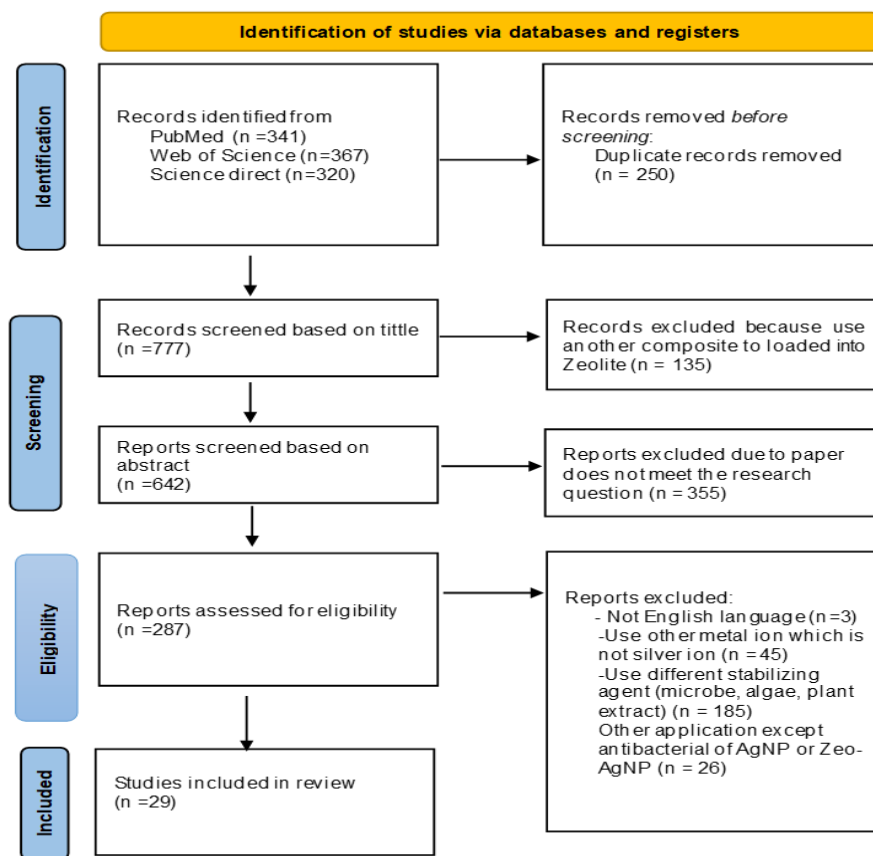 Identification of studies via databases and registers
Identification
Records identified from
PubMed (n =341)
Web of Science (n=367)
Science direct (n=320)
Records removed before
screening:
Duplicate records removed
(n = 250)
Screening
Records screened based on tittle
(n =777)
Records excluded because use
another composite to loaded into
Zeolite (n = 135)
Reports screened based on
abstract
(n =642)
Reports excluded due to paper
does not meet the research
question (n = 355)
Eligibility
Reports assessed for eligibility
(n =287)
Reports excluded:
- Not English language (n=3)
-Use other metal ion which is
not silver ion (n = 45)
-Use different stabilizing
agent (microbe, algae, plant
extract) (n = 185)
Other application except
antibacterial of AgNP or Zeo-
AgNP (n = 26)
Included
Studies included in review
(n =29)